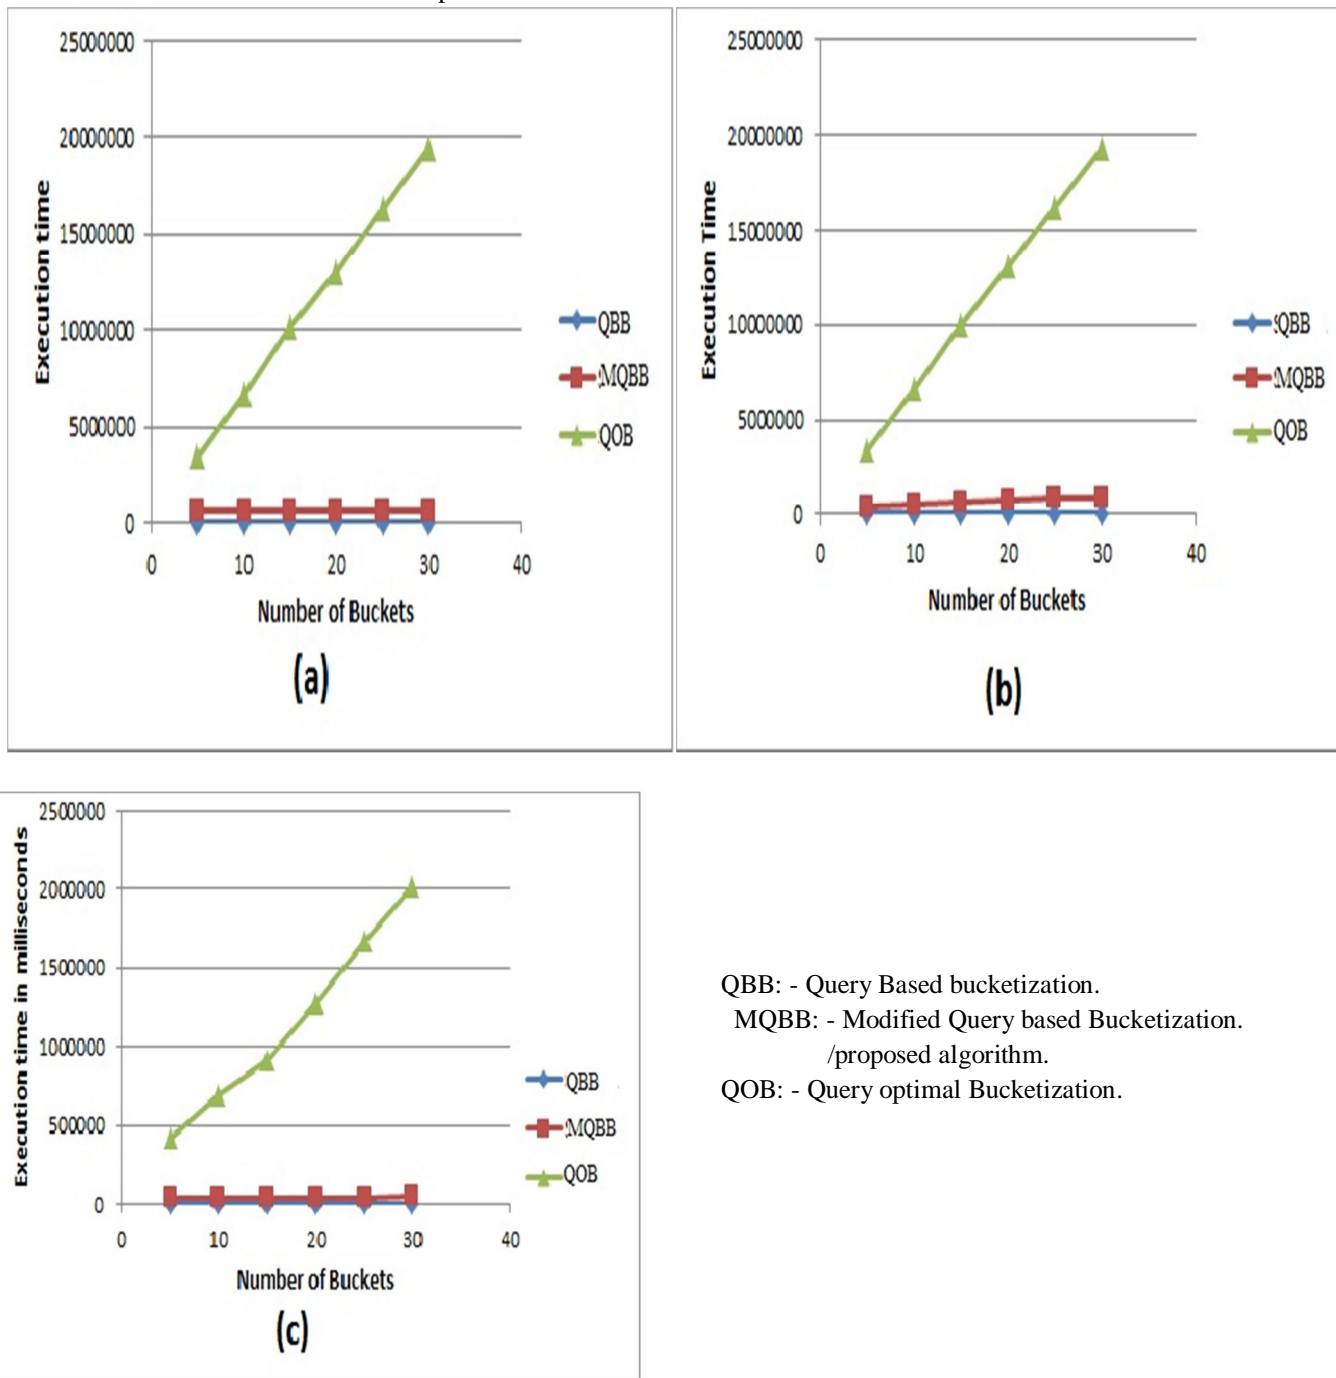 25000000
20000000
15000000
10000000
5000000
0
0 10 20 30 40
Execution time
Number of Buckets
QBB
MQBB
QOB
(a)
25000000
20000000
15000000
10000000
5000000
0
0 10 20 30 40
Execution Time
Number of Buckets
QBB
MQBB
QOB
(b)
2500000
2000000
1500000
1000000
500000
0
0 10 20 30 40
Execution time in milliseconds
Number of Buckets
QBB
MQBB
QOB
(c)
QBB: - Query Based bucketization.
MQBB: - Modified Query based Bucketization.
/proposed algorithm.
QOB: - Query optimal Bucketization.